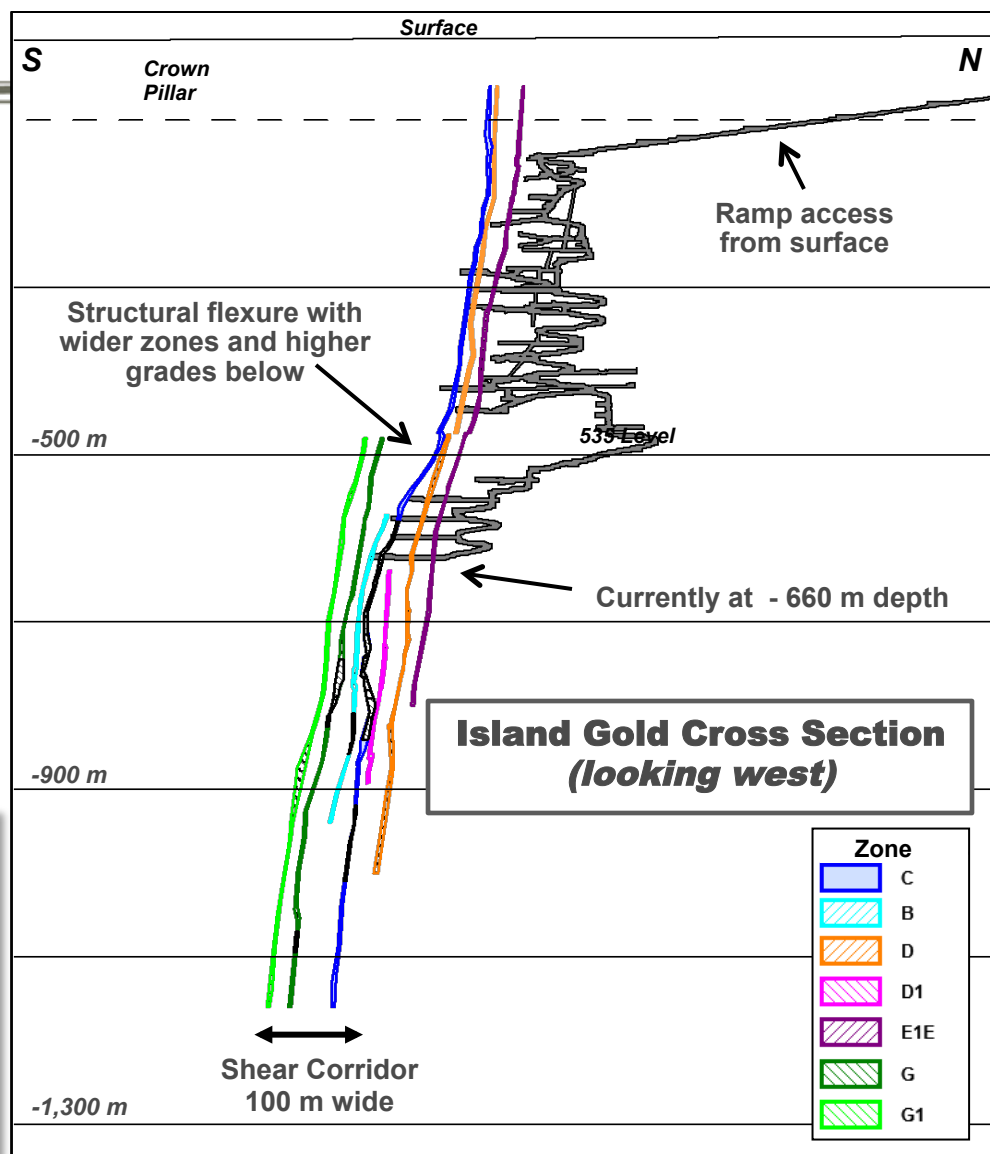 Surface
S
N
Crown
Pillar
Ramp access
from surface
Structural flexure with
wider zones and higher
grades below
-500 m
535 Level
Currently at  - 660 m depth
Island Gold Cross Section
(looking west)
-900 m
Zone
C
B
D
D1
E1E
G
G1
Shear Corridor
100 m wide
-1,300 m